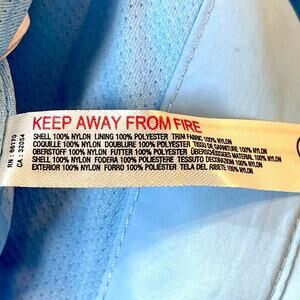 KEEP AWAY FROM FIRE
SHELL 100% NYLON LINING 100% POLYESTER TRIM FABRIC 100% NYLON
COQUILLE 100% NYLON DOUBLURE 100% POLYESTER TISSU DE GARNITURE 100% NYLON
OBERSTOFF 100% NYLON FUTTER 100% POLYESTER ÜBERSCHÜSSIGES MATERIAL 100% NYLON
SHELL 100% NYLON FODERA 100% POLIESTERE TESSUTO DECORAZIONI 100% NYLON
EXTERIOR 100% NYLON FORRO 100% POLIÉSTER TELA DEL RIBETE 100% NYLON
RN : 66170
CA : 32054